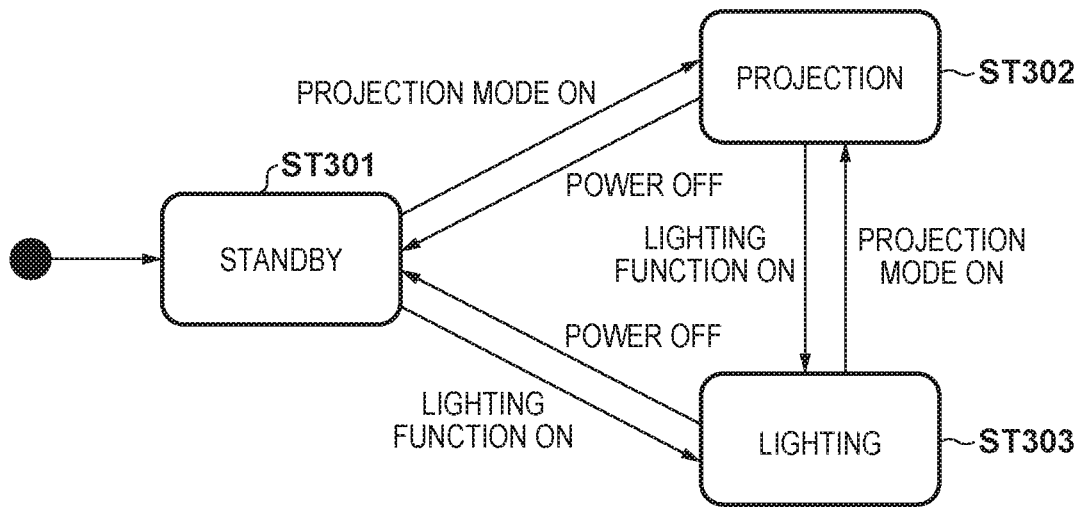 PROJECTION
ST302
PROJECTION MODE ON
ST301
POWER OFF
STANDBY
LIGHTING
FUNCTION ON
PROJECTION
MODE ON
POWER OFF
LIGHTING
FUNCTION ON
LIGHTING
ST303